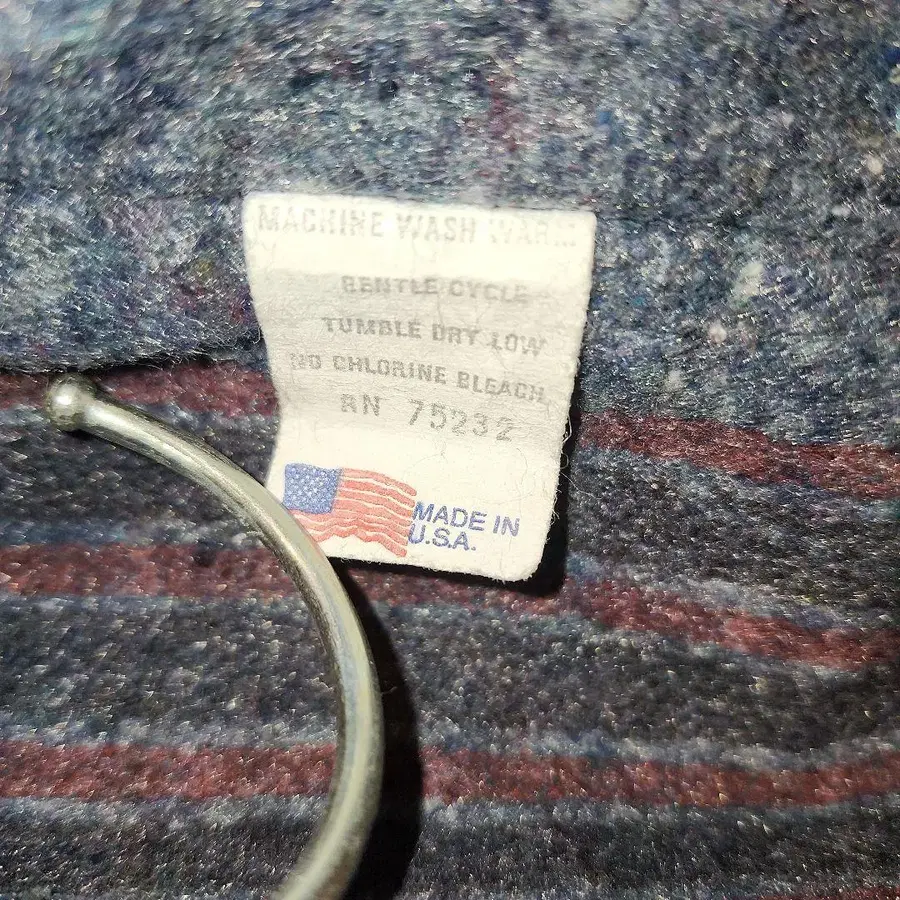 MACHINE WASH WARM
GENTLE CYCLE
TUMBLE DRY LOW
NO CHLORINE BLEACH
RN 75232
MADE IN
U.S.A.